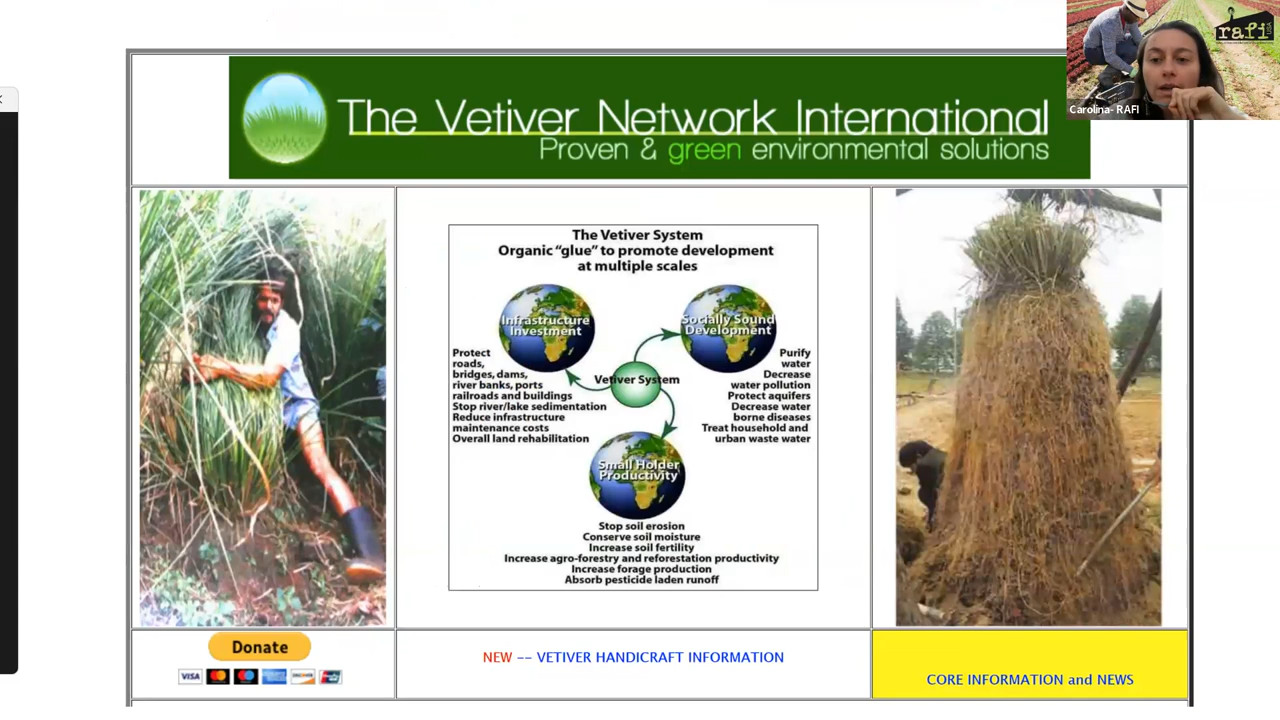 rafi
USA
Carolina- RAFI
The Vetiver Network International
Proven & green environmental solutions
The Vetiver System
Organic “glue” to promote development
at multiple scales
Infrastructure
Investment
Socially Sound
Development
Protect
roads,
bridges, dams,
river banks, ports
railroads and buildings
Stop river/lake sedimentation
Reduce infrastructure
maintenance costs
Overall land rehabilitation
Vetiver System
Purify
water
Decrease
water pollution
Protect aquifers
Decrease water
borne diseases
Treat household and
urban waste water
Small Holder
Productivity
Stop soil erosion
Conserve soil moisture
Increase soil fertility
Increase agro-forestry and reforestation productivity
Increase forage production
Absorb pesticide laden runoff
Donate
VISA
NEW -- VETIVER HANDICRAFT INFORMATION
CORE INFORMATION and NEWS